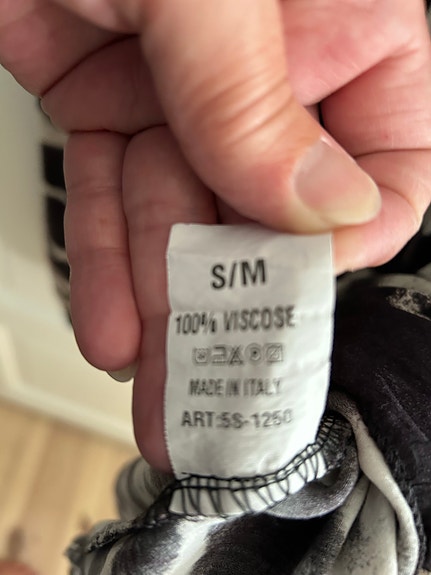 S/M
100% VISCOSE
MADE IN ITALY
ART:5S-1250